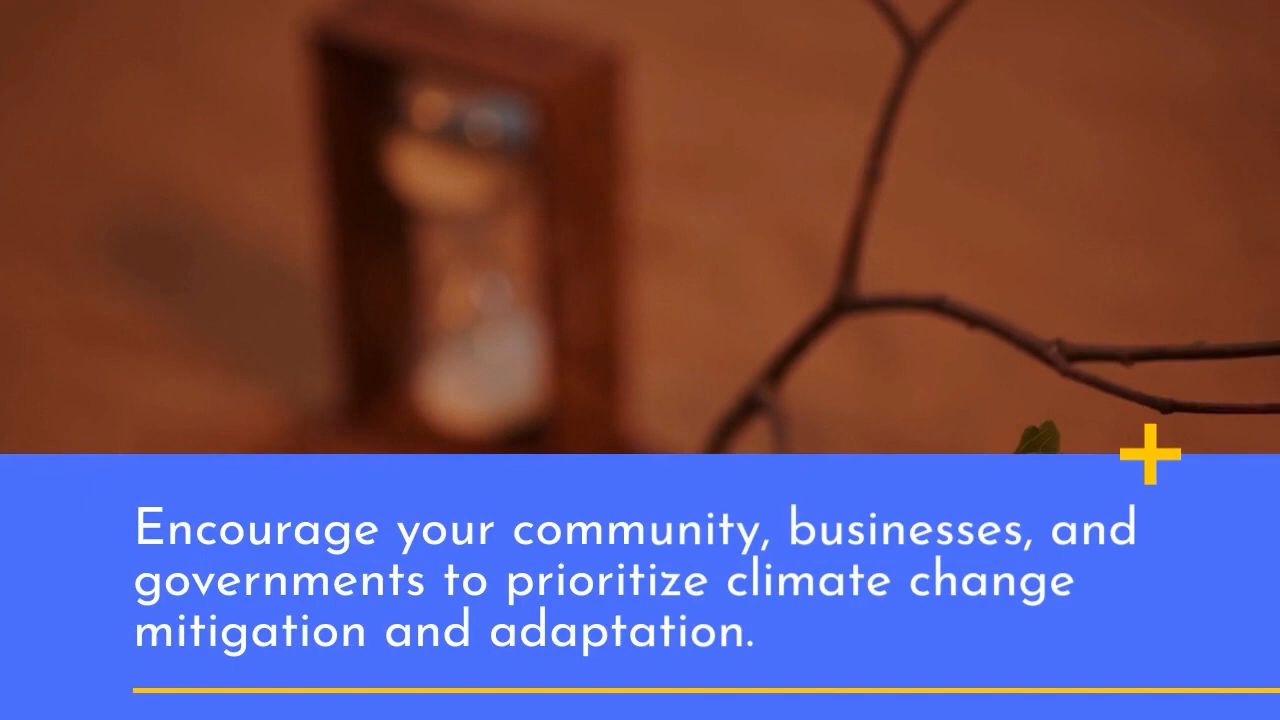 Encourage your community, businesses, and
governments to prioritize climate change
mitigation and adaptation.